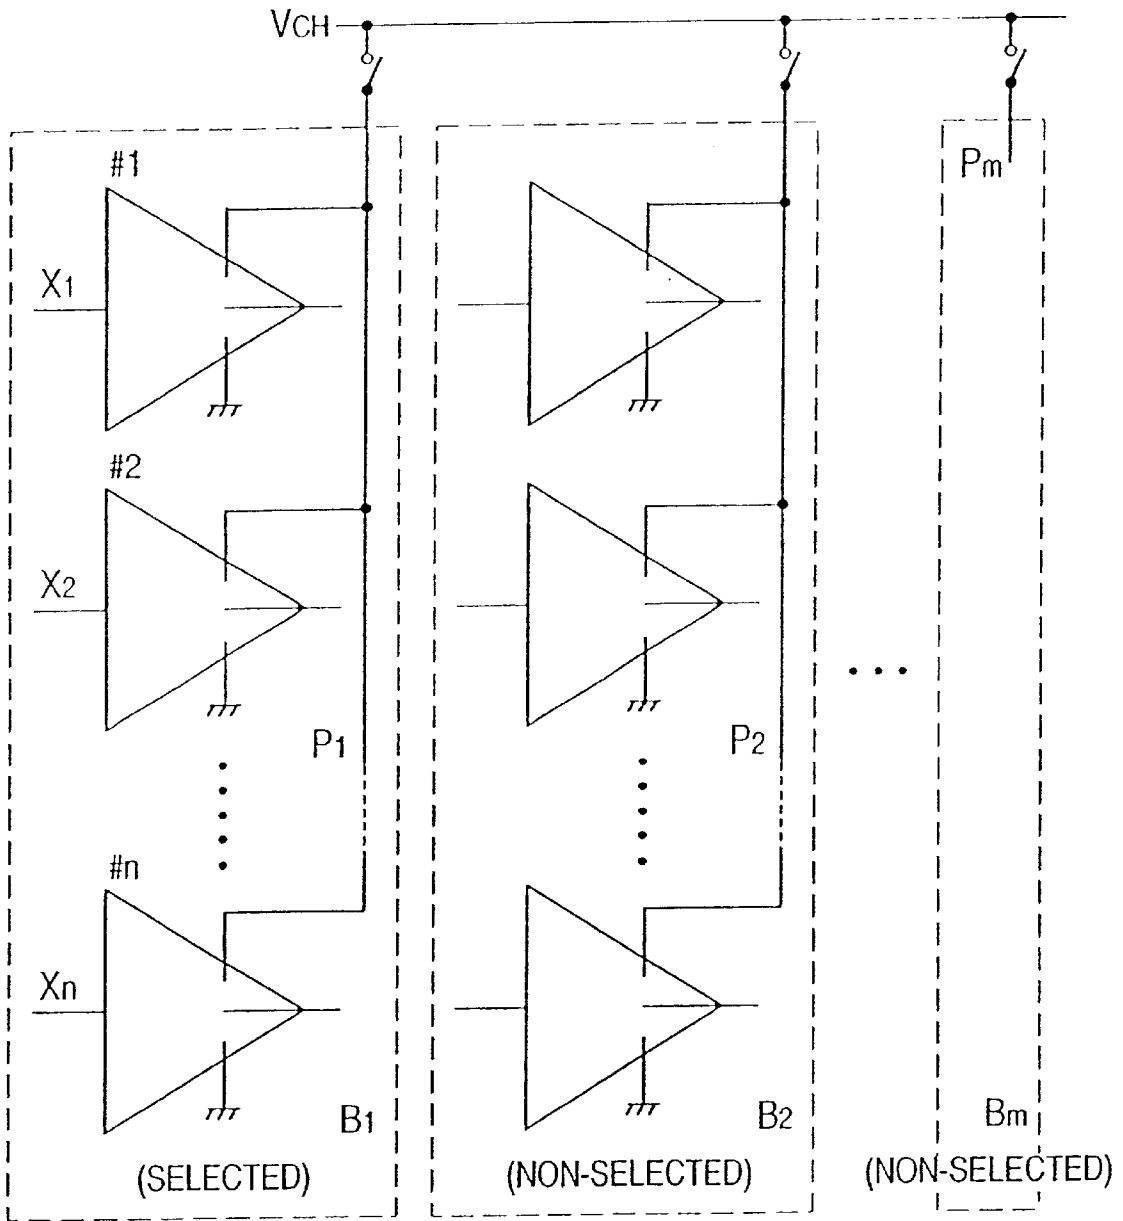 VCH
#1
Pm
X1
#2
X2
P1
P2
#n
Xn
B1
B2
Bm
(SELECTED)
(NON-SELECTED)
(NON-SELECTED)